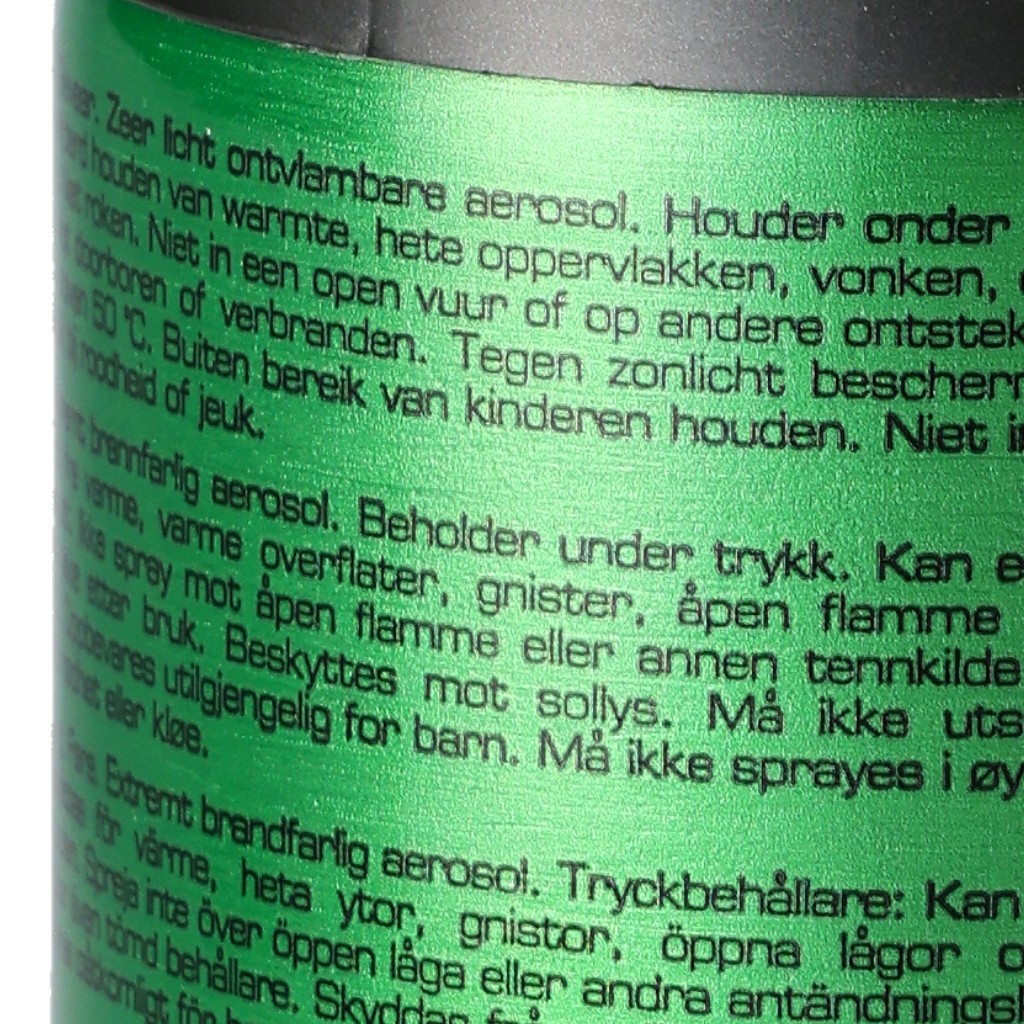 Zeer licht ontvlambare aerosol. Houder onder
houden van warmte, hete oppervlakken, vonken,
roken. Niet in een open vuur of op andere ontstek
doorboren of verbranden. Tegen zonlicht bescherm
50 °C. Buiten bereik van kinderen houden. Niet in
roodheid of jeuk.
brannfarlig aerosol. Beholder under trykk. Kan e
varme, varme overflater, gnister, åpen flamme
Ikke spray mot åpen flamme eller annen tennkilde.
etter bruk. Beskyttes mot sollys. Må ikke uts
utilgjengelig for barn. Må ikke sprayes i øy
eller kløe.
Extremt brandfarlig aerosol. Tryckbehållare: Kan
för värme, heta ytor, gnistor, öppna lågor o
Spreja inte över öppen låga eller andra antändningsk
tömd behållare. Skyddas från